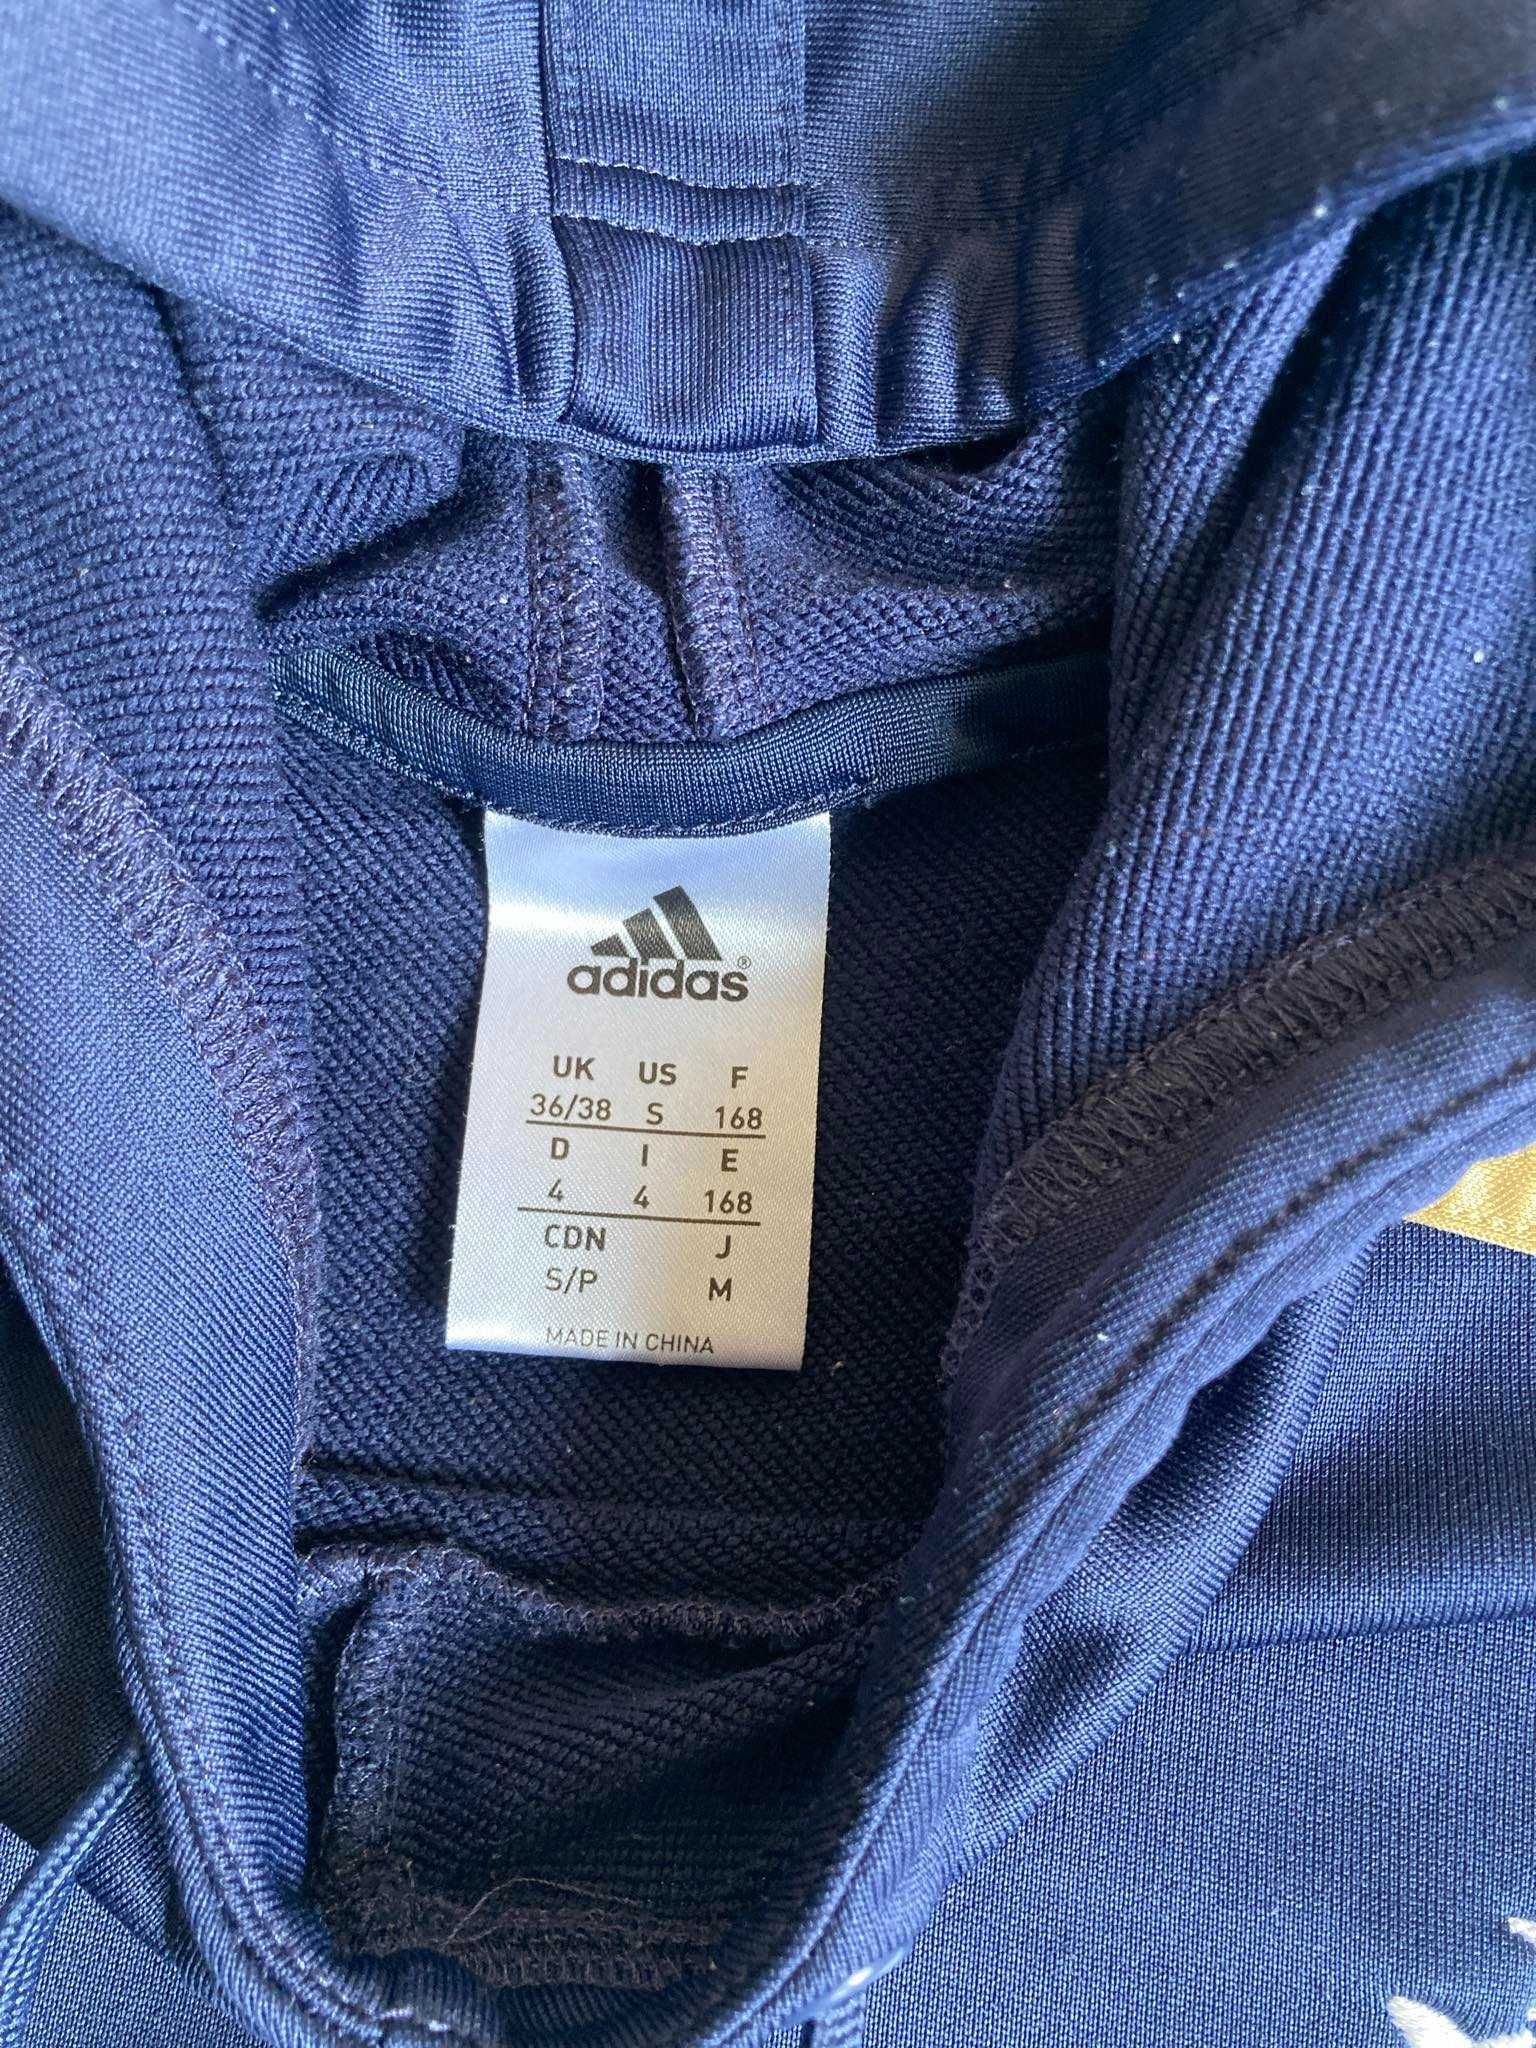 adidas®
UK US F
36/38 S 168
D I E
4 4 168
CDN J
S/P M
MADE IN CHINA